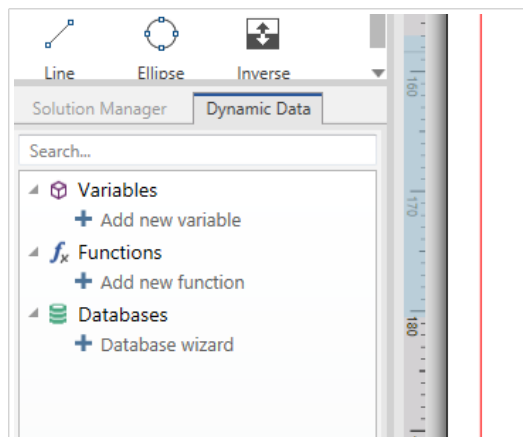 Line Ellipse Inverse
Solution Manager Dynamic Data
Search...
Variables
Add new variable
fx Functions
Add new function
Databases
Database wizard
160
170
180